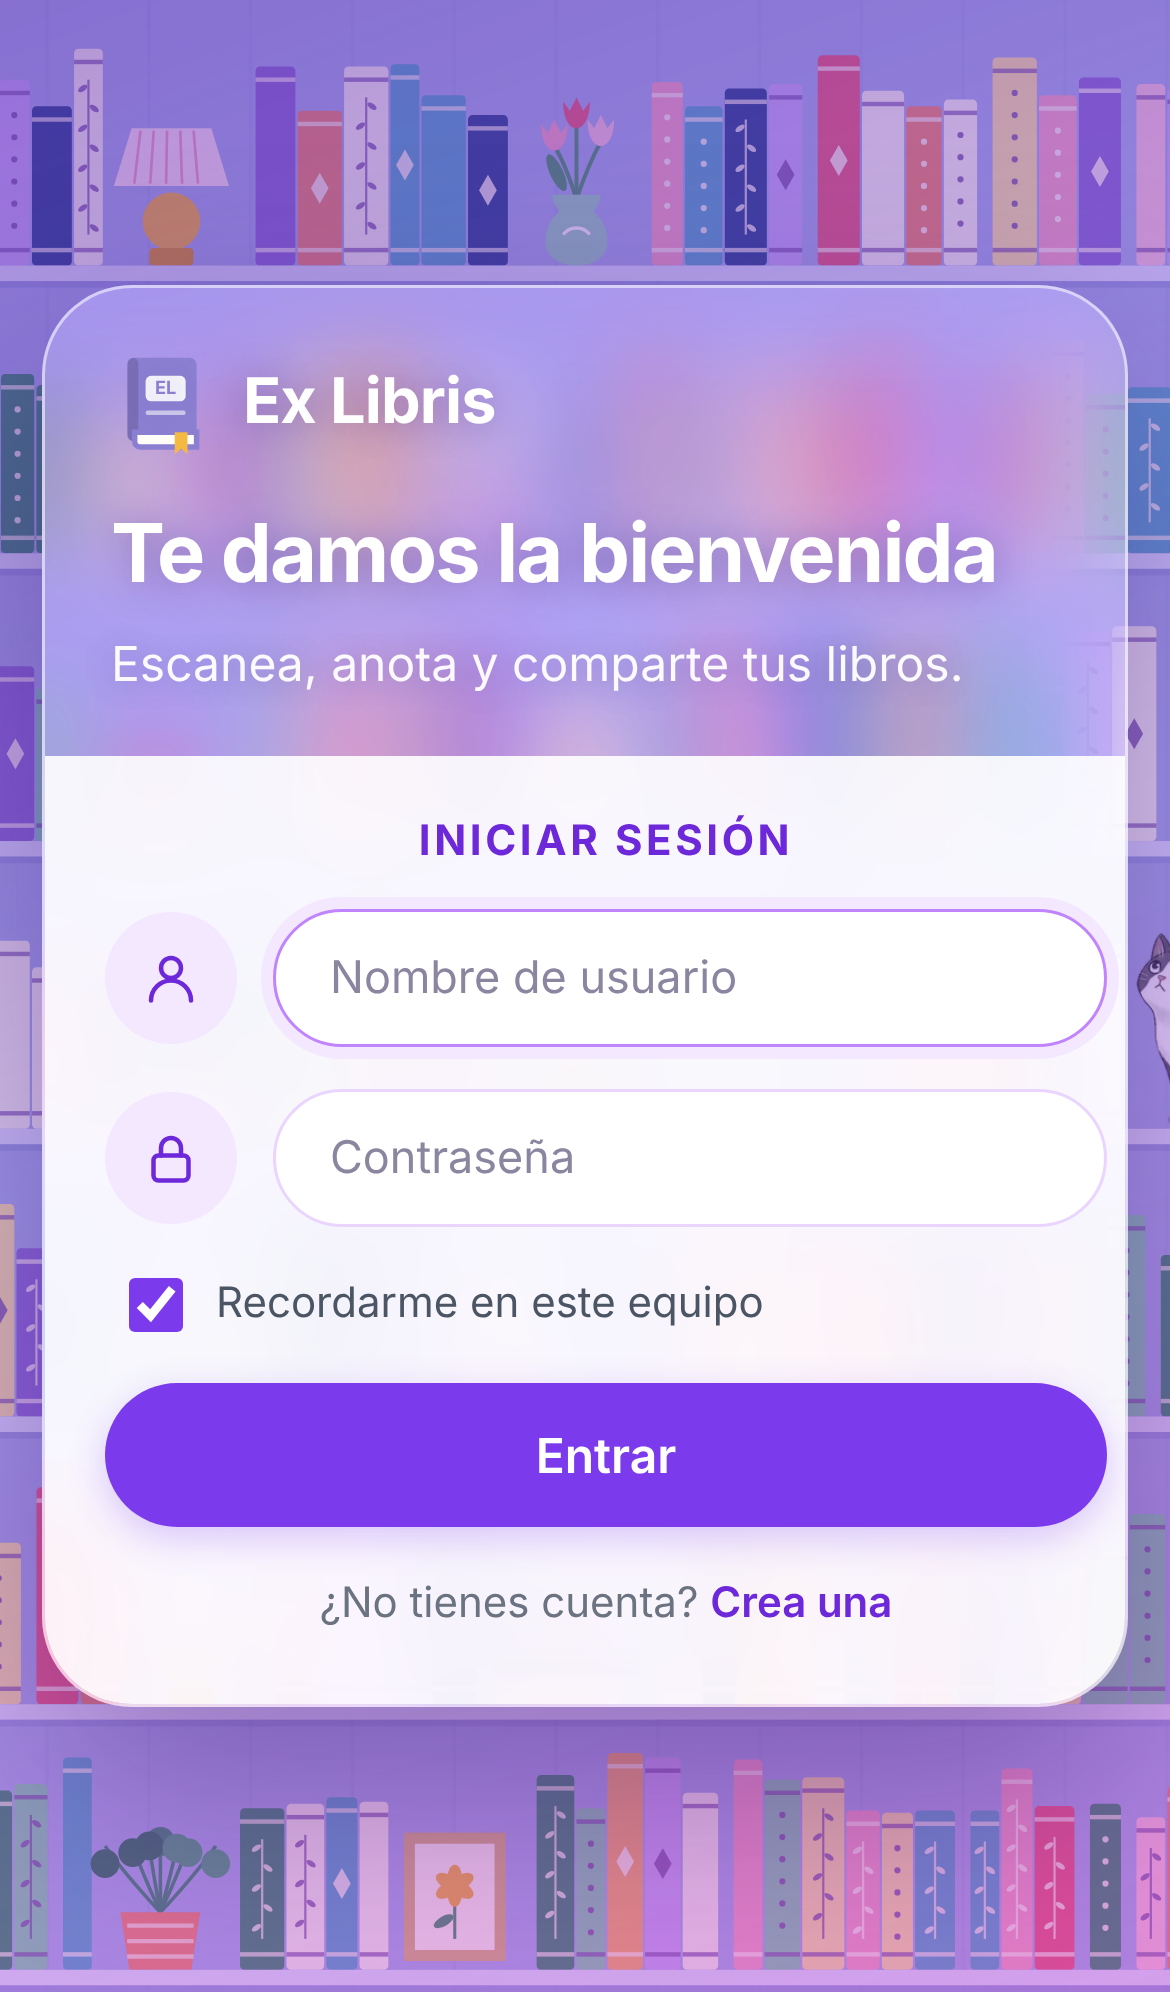 EL
Ex Libris
Te damos la bienvenida
Escanea, anota y comparte tus libros.
INICIAR SESIÓN
Nombre de usuario
Contraseña
Recordarme en este equipo
Entrar
¿No tienes cuenta? Crea una